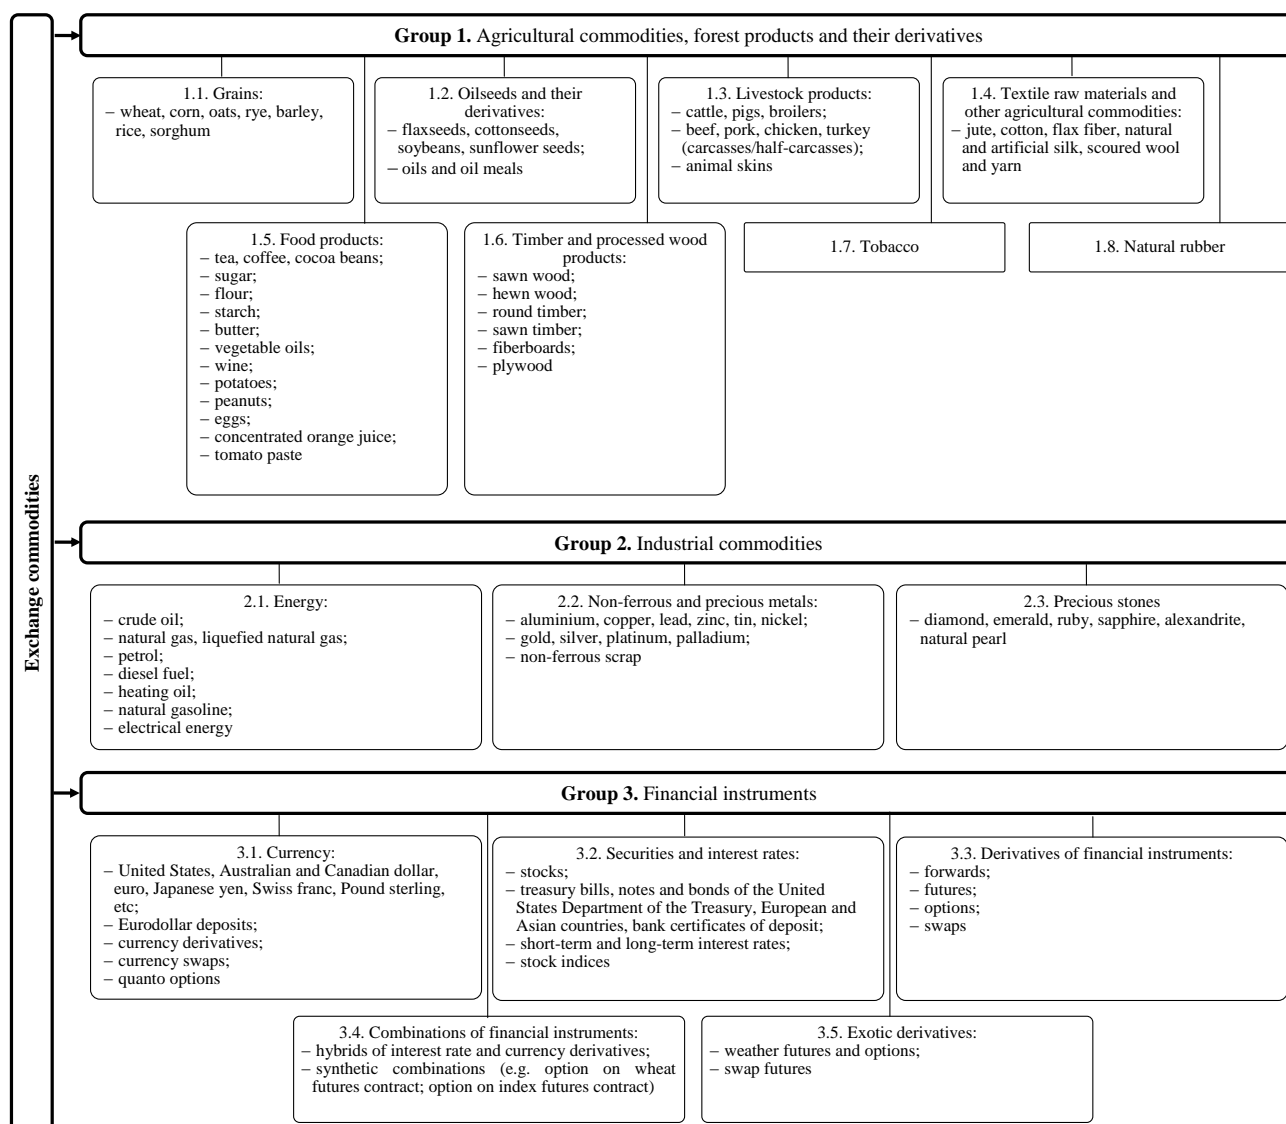 Exchange commodities
Group 1. Agricultural commodities, forest products and their derivatives
1.1. Grains:
– wheat, corn, oats, rye, barley,
rice, sorghum
1.2. Oilseeds and their
derivatives:
– flaxseeds, cottonseeds,
soybeans, sunflower seeds;
– oils and oil meals
1.3. Livestock products:
– cattle, pigs, broilers;
– beef, pork, chicken, turkey
(carcasses/half-carcasses);
– animal skins
1.4. Textile raw materials and
other agricultural commodities:
– jute, cotton, flax fiber, natural
and artificial silk, scoured wool
and yarn
1.5. Food products:
– tea, coffee, cocoa beans;
– sugar;
– flour;
– starch;
– butter;
– vegetable oils;
– wine;
– potatoes;
– peanuts;
– eggs;
– concentrated orange juice;
– tomato paste
1.6. Timber and processed wood
products:
– sawn wood;
– hewn wood;
– round timber;
– sawn timber;
– fiberboards;
– plywood
1.7. Tobacco
1.8. Natural rubber
Group 2. Industrial commodities
2.1. Energy:
– crude oil;
– natural gas, liquefied natural gas;
– petrol;
– diesel fuel;
– heating oil;
– natural gasoline;
– electrical energy
2.2. Non-ferrous and precious metals:
– aluminium, copper, lead, zinc, tin, nickel;
– gold, silver, platinum, palladium;
– non-ferrous scrap
2.3. Precious stones
– diamond, emerald, ruby, sapphire, alexandrite,
natural pearl
Group 3. Financial instruments
3.1. Currency:
– United States, Australian and Canadian dollar,
euro, Japanese yen, Swiss franc, Pound sterling,
etc;
– Eurodollar deposits;
– currency derivatives;
– currency swaps;
– quanto options
3.2. Securities and interest rates:
– stocks;
– treasury bills, notes and bonds of the United
States Department of the Treasury, European and
Asian countries, bank certificates of deposit;
– short-term and long-term interest rates;
– stock indices
3.3. Derivatives of financial instruments:
– forwards;
– futures;
– options;
– swaps
3.4. Combinations of financial instruments:
– hybrids of interest rate and currency derivatives;
– synthetic combinations (e.g. option on wheat
futures contract; option on index futures contract)
3.5. Exotic derivatives:
– weather futures and options;
– swap futures